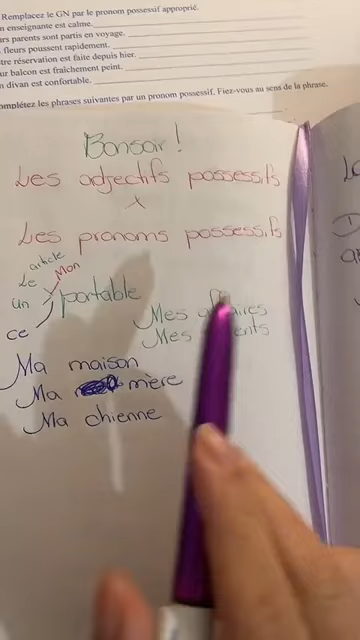 Remplacez le GN par le pronom possessif approprié.
enseignante est calme.
parents sont partis en voyage.
fleurs poussent rapidement.
réservation est faite depuis hier.
balcon est fraîchement peint.
divan est confortable.
complétez les phrases suivantes par un pronom possessif. Fiez-vous au sens de la phrase.
Bonsoir !
Les adjectifs possessifs
x
Les pronoms possessifs
article
Le Mon
un portable
ce
Mes
Mes
Ma maison
Ma mère
Ma chienne